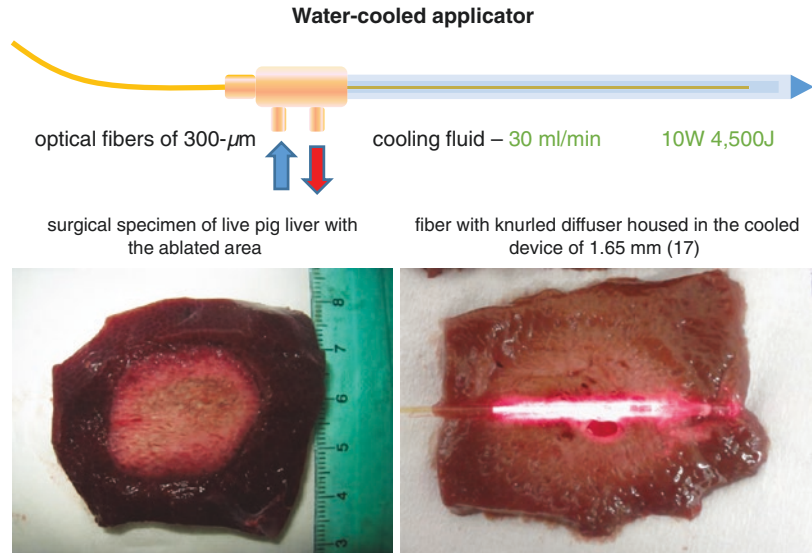 Water-cooled applicator
optical fibers of 300-μm
cooling fluid – 30 ml/min
10W 4,500J
surgical specimen of live pig liver with
the ablated area
fiber with knurled diffuser housed in the cooled
device of 1.65 mm (17)
8
7
6
5
4
3